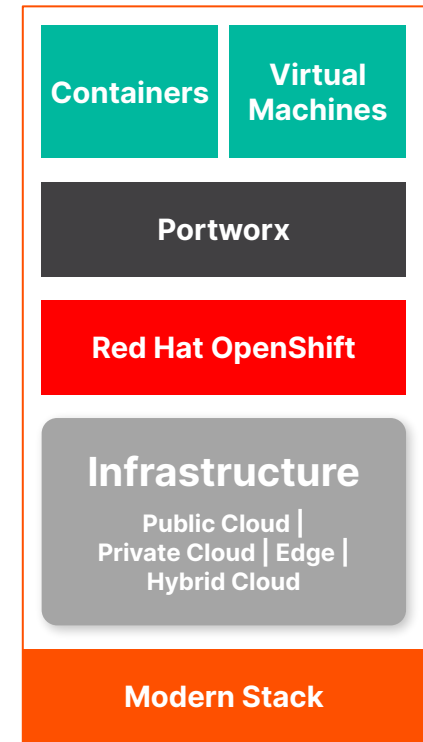 Containers
Virtual
Machines
Portworx
Red Hat OpenShift
Infrastructure
Public Cloud |
Private Cloud | Edge |
Hybrid Cloud
Modern Stack